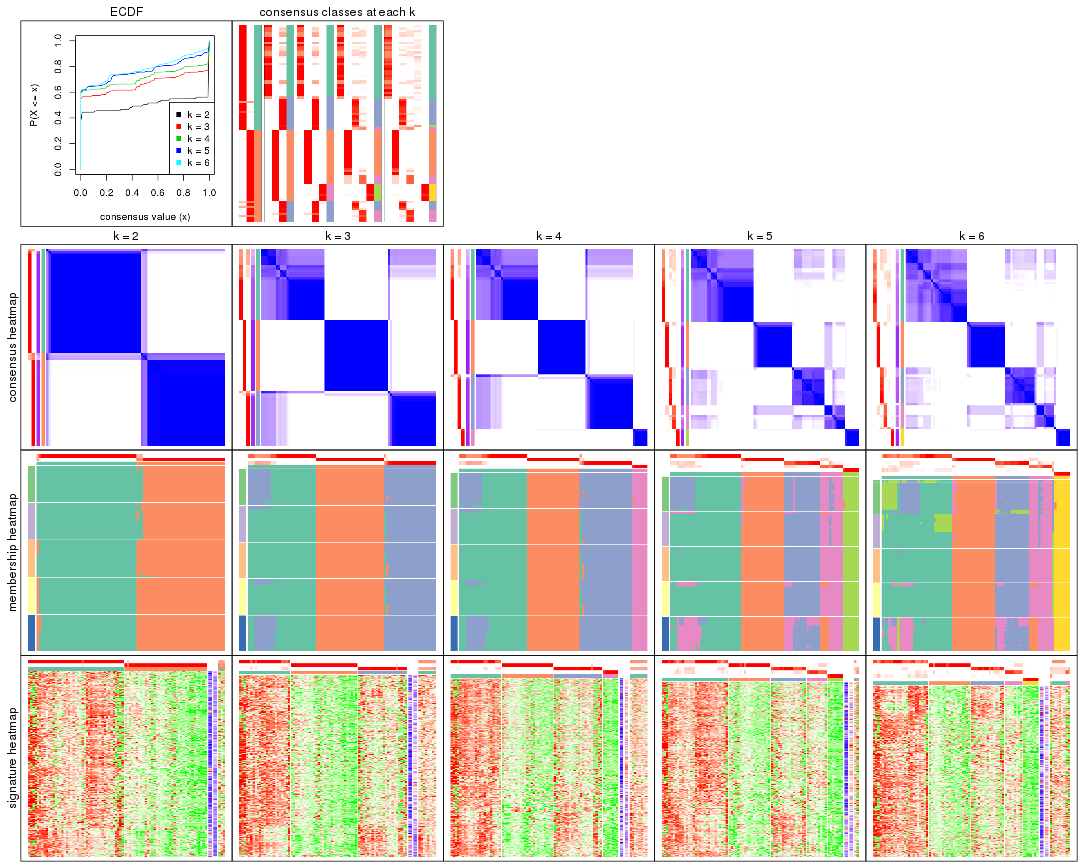 ECDF
consensus classes at each k
P(X <= x)
0.0 0.2 0.4 0.6 0.8 1.0
k = 2
k = 3
k = 4
k = 5
k = 6
0.0 0.2 0.4 0.6 0.8 1.0
consensus value (x)
k = 2 k = 3 k = 4 k = 5 k = 6
consensus heatmap
membership heatmap
signature heatmap